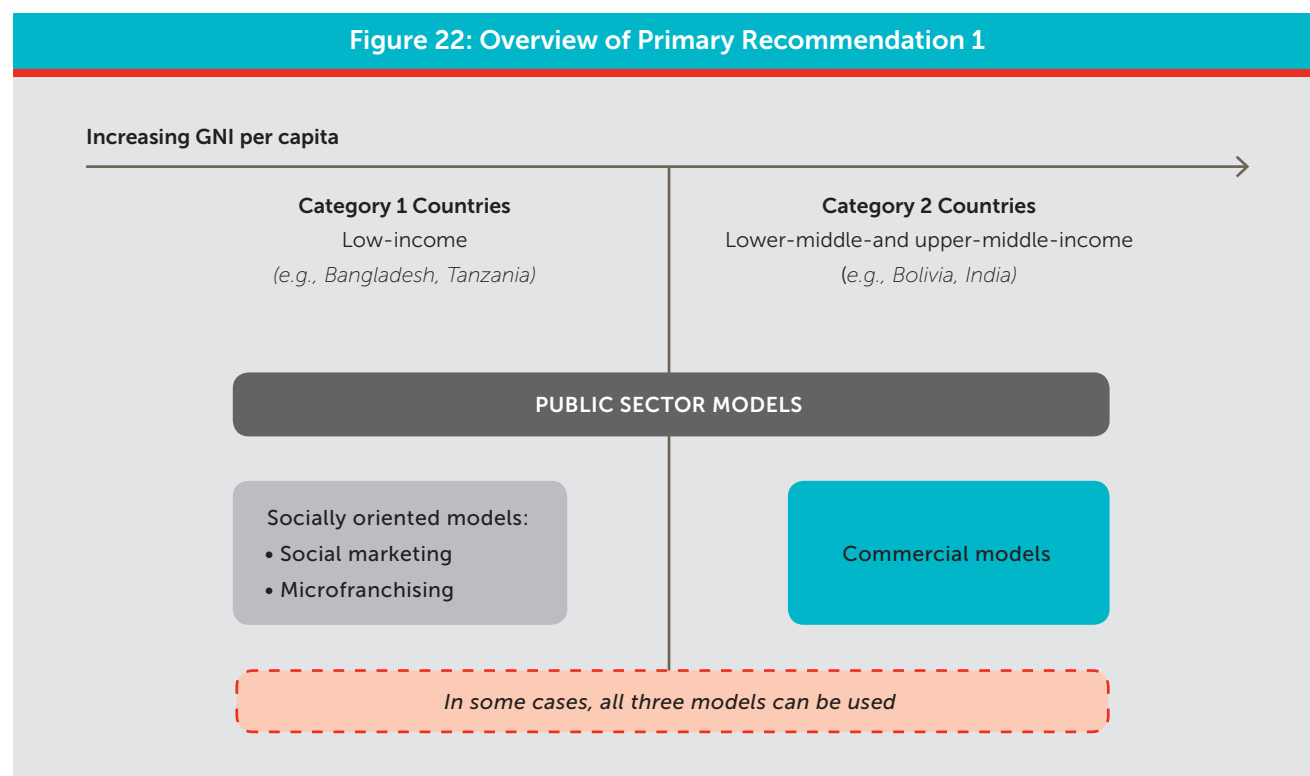 Figure 22: Overview of Primary Recommendation 1
Increasing GNI per capita
Category 1 Countries
Low-income
(e.g., Bangladesh, Tanzania)
Category 2 Countries
Lower-middle-and upper-middle-income
(e.g., Bolivia, India)
PUBLIC SECTOR MODELS
Socially oriented models:
• Social marketing
• Microfranchising
Commercial models
In some cases, all three models can be used